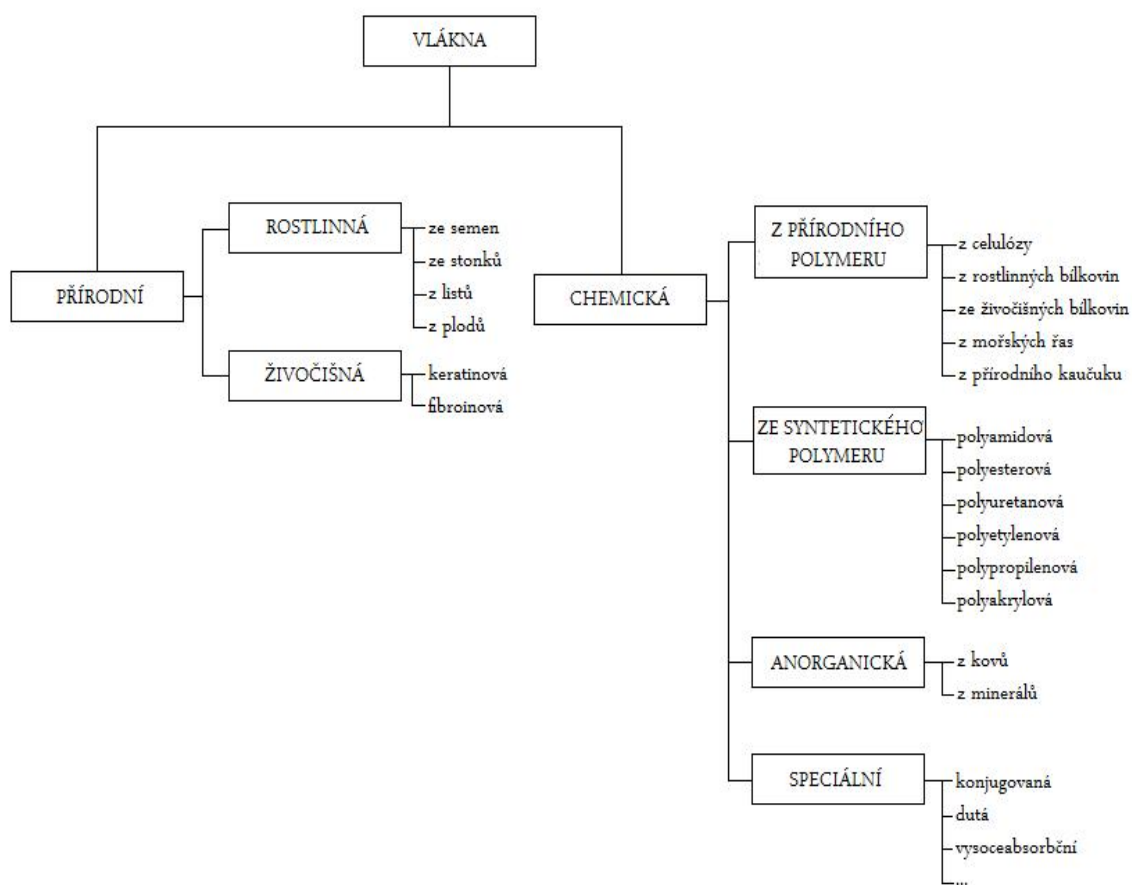 VLÁKNA
PŘÍRODNÍ
ROSTLINNÁ
ze semen
ze stonků
z listů
z plodů
ŽIVOČIŠNÁ
keratinová
fibroinová
CHEMICKÁ
Z PŘÍRODNÍHO
POLYMERU
z celulózy
z rostlinných bílkovin
ze živočišných bílkovin
z mořských řas
z přírodního kaučuku
ZE SYNTETICKÉHO
POLYMERU
polyamidová
polyesterová
polyuretanová
polyetylenová
polypropilenová
polyakrylová
ANORGANICKÁ
z kovů
z minerálů
SPECIÁLNÍ
konjugovaná
dutá
vysoceabsorbční
...